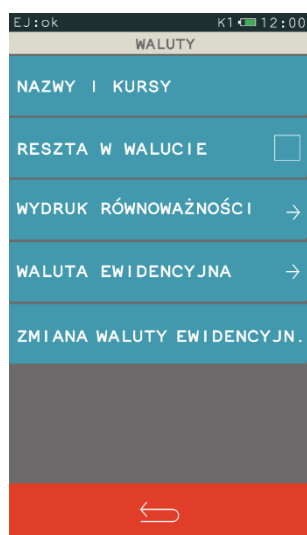 EJ:ok K1 12:00
WALUTY
NAZWY I KURSY
RESZTA W WALUCIE
WYDRUK RÓWNOWAŻNOŚCI
WALUTA EWIDENCYJNA
ZMIANA WALUTY EWIDENCYJN.